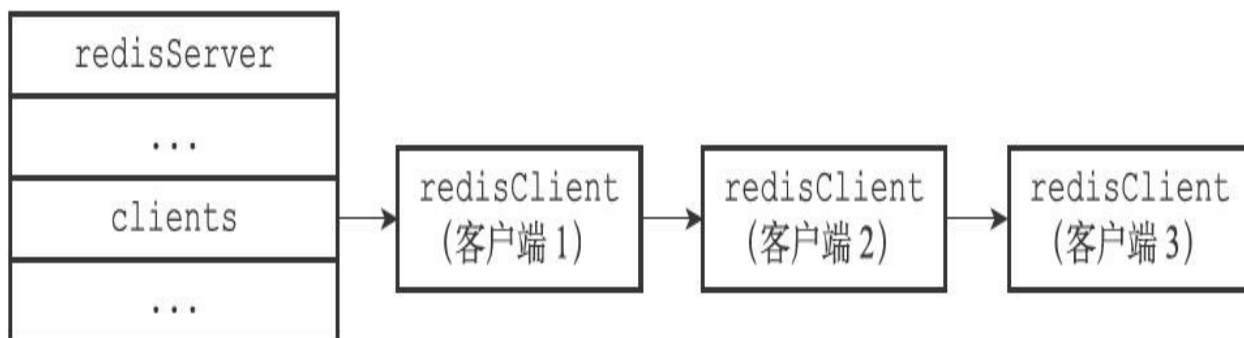 redisServer
...
clients
...
redisClient
(客户端 1)
redisClient
(客户端 2)
redisClient
(客户端 3)